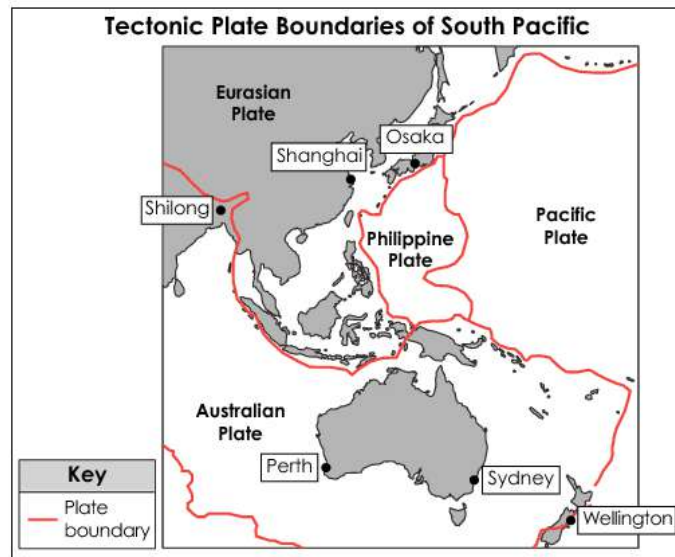 Tectonic Plate Boundaries of South Pacific
Eurasian
Plate
Osaka
Shanghai
Shilong
Philippine
Plate
Pacific
Plate
Australian
Plate
Perth
Sydney
Wellington
Key
Plate
boundary